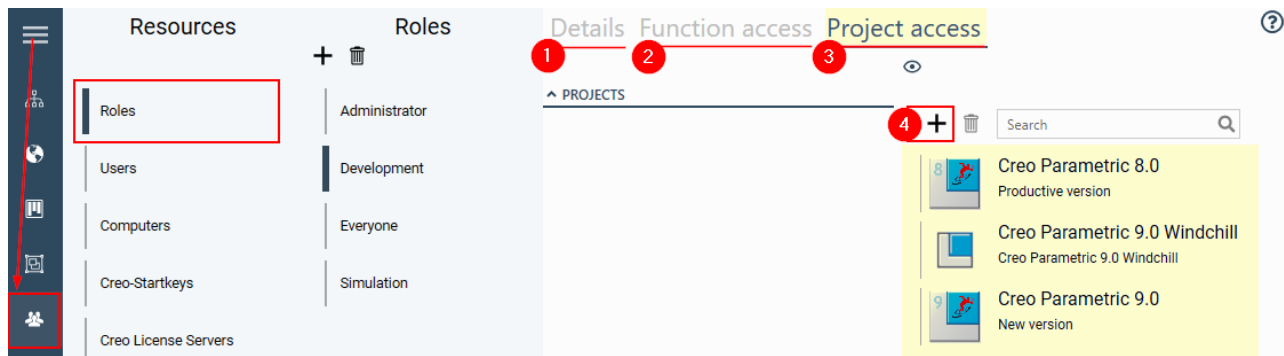 Resources
Roles
Users
Computers
Creo-Startkeys
Creo License Servers
Roles
Administrator
Development
Everyone
Simulation
Details Function access Project access
1 2 3
PROJECTS
4
Search
8
Creo Parametric 8.0
Productive version
Creo Parametric 9.0 Windchill
Creo Parametric 9.0 Windchill
9
Creo Parametric 9.0
New version
?